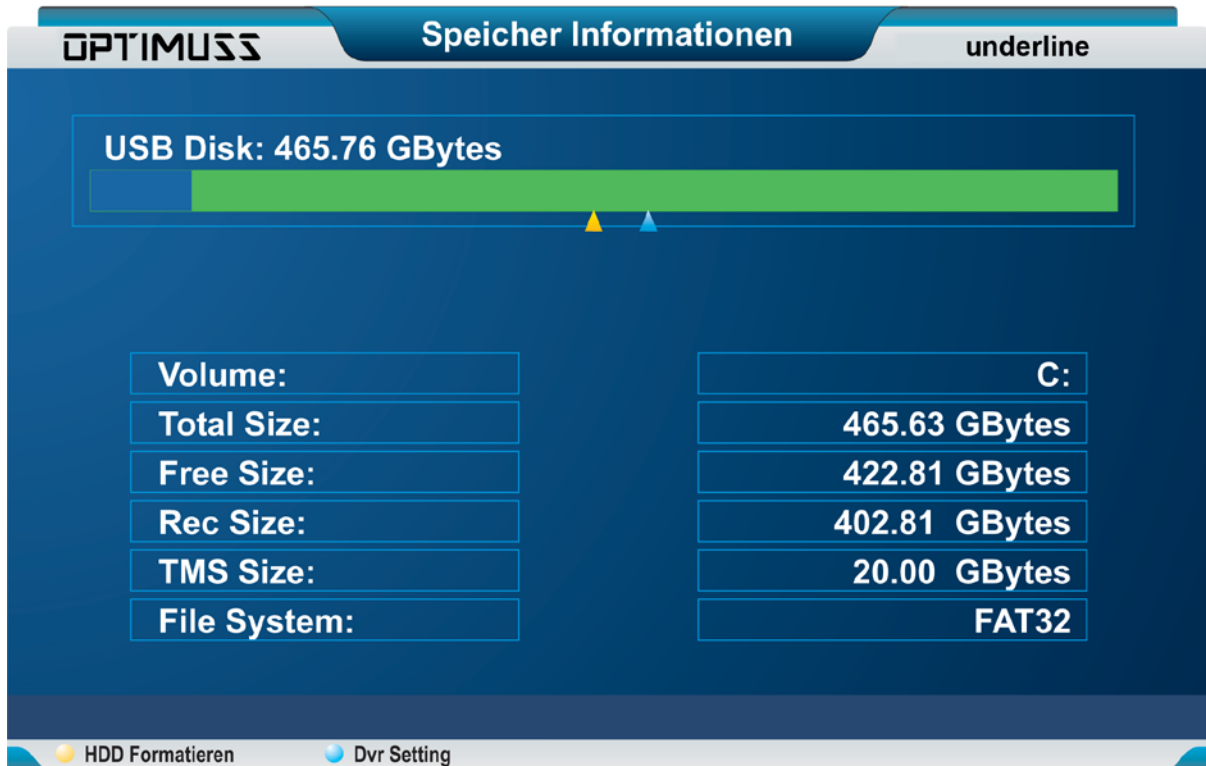 OPTIMUSS
Speicher Informationen
underline
USB Disk: 465.76 GBytes
Volume: C:
Total Size: 465.63 GBytes
Free Size: 422.81 GBytes
Rec Size: 402.81 GBytes
TMS Size: 20.00 GBytes
File System: FAT32
HDD Formatieren Dvr Setting